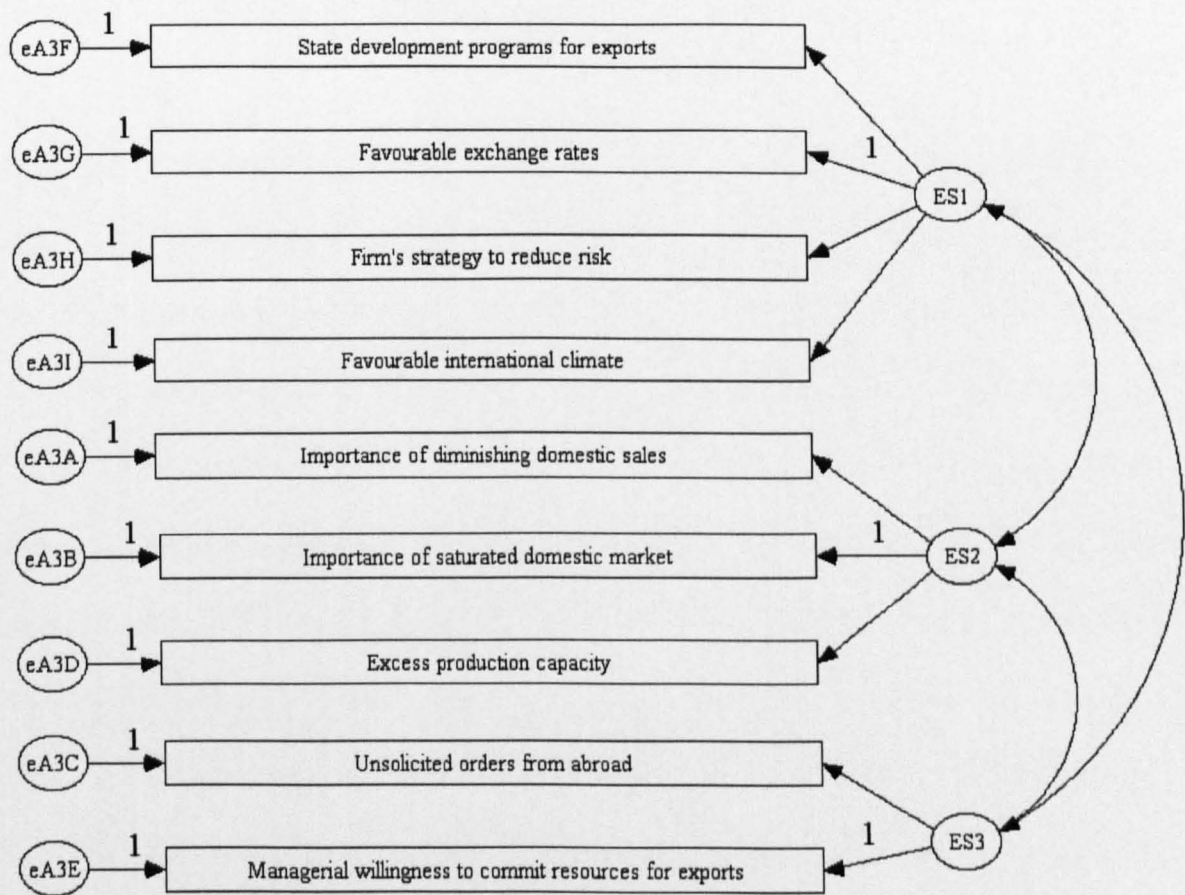 eA3F 1 State development programs for exports
eA3G 1 Favourable exchange rates 1
ES1
eA3H 1 Firm's strategy to reduce risk
eA3I 1 Favourable international climate
eA3A 1 Importance of diminishing domestic sales
eA3B 1 Importance of saturated domestic market 1 ES2
eA3D 1 Excess production capacity
eA3C 1 Unsolicited orders from abroad
eA3E 1 Managerial willingness to commit resources for exports 1 ES3